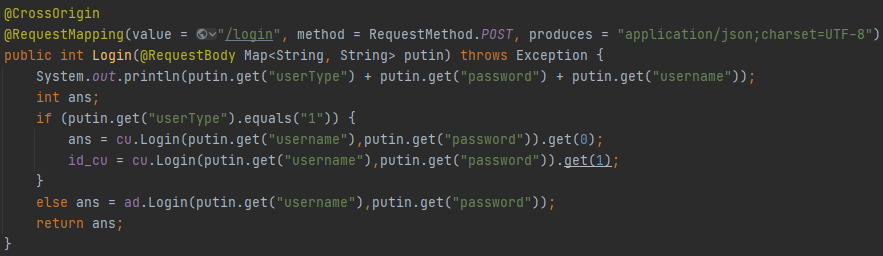 @CrossOrigin
@RequestMapping(value = "/login", method = RequestMethod.POST, produces = "application/json;charset=UTF-8")
public int Login(@RequestBody Map<String, String> putin) throws Exception {
    System.out.println(putin.get("userType") + putin.get("password") + putin.get("username"));
    int ans;
    if (putin.get("userType").equals("1")) {
        ans = cu.Login(putin.get("username"),putin.get("password")).get(0);
        id_cu = cu.Login(putin.get("username"),putin.get("password")).get(1);
    }
    else ans = ad.Login(putin.get("username"),putin.get("password"));
    return ans;
}